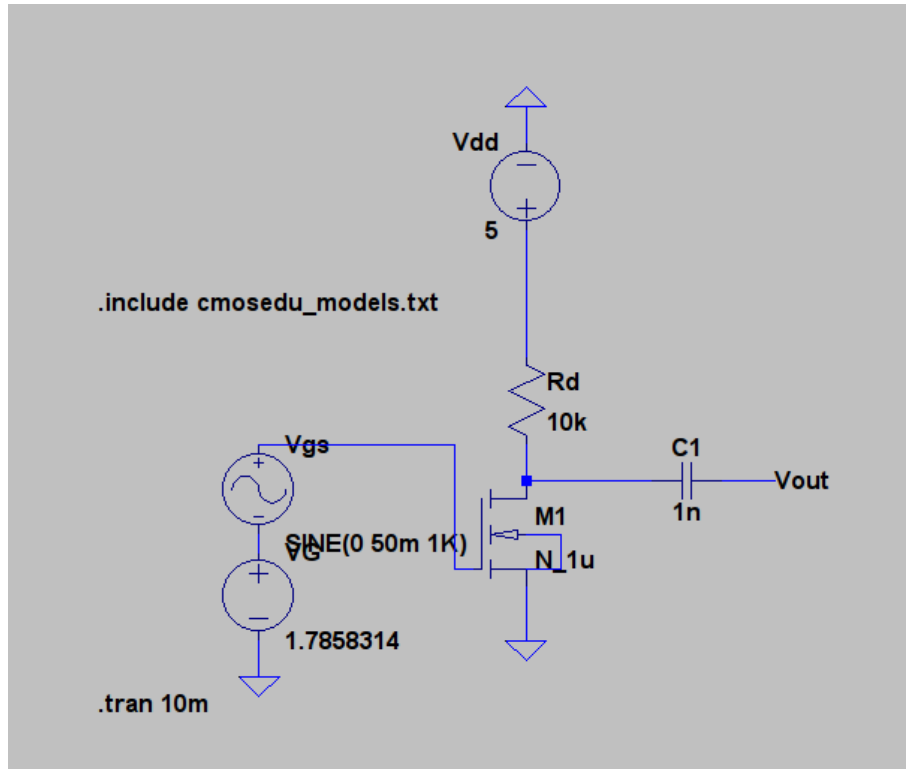 Vdd
5
.include cmosedu_models.txt
Rd
10k
Vgs
C1
1n
Vout
M1
SINE(0 50m 1K)
VG
N_1u
1.7858314
.tran 10m